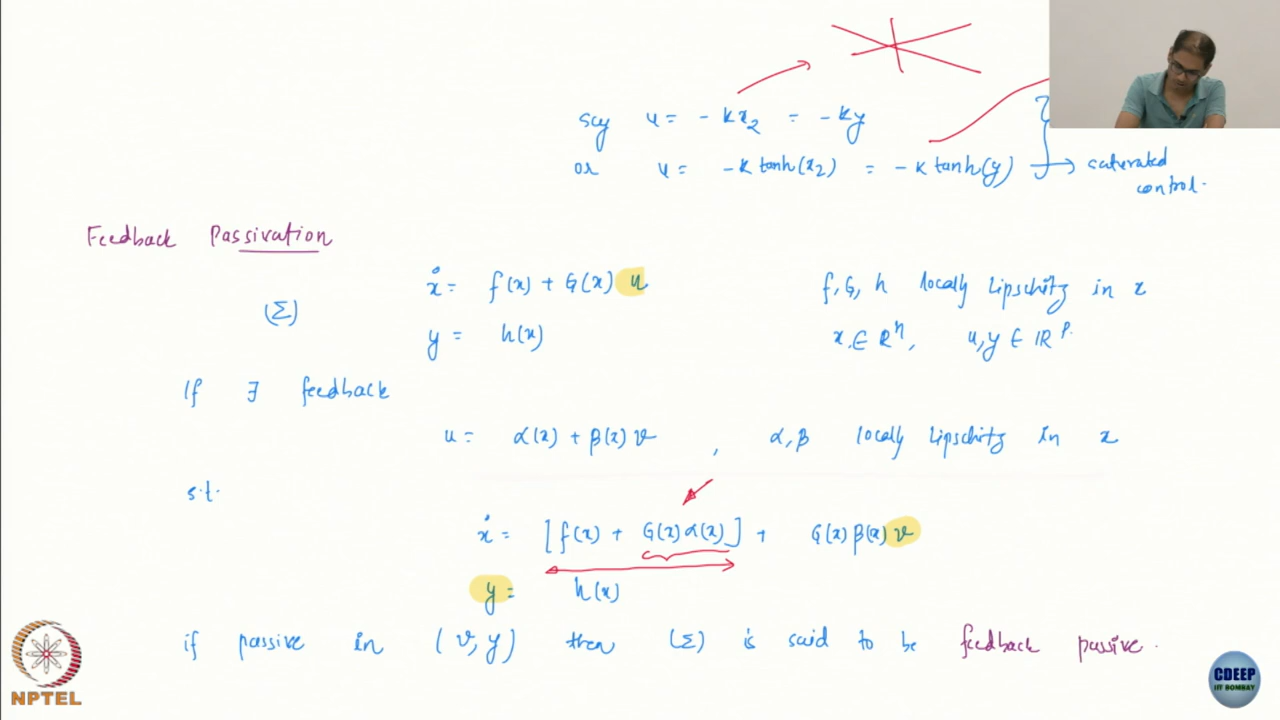 say u = - k x₂ = - k y
or u = - k tanh(x₂) = - k tanh(y) → saturated control.
Feedback Passivation
(Σ) ẋ = f(x) + G(x) u f, G, h locally Lipschitz in x
y = h(x) x ∈ ℝⁿ, u, y ∈ ℝᵖ.
If ∃ feedback
u = α(x) + β(x) v , α, β locally Lipschitz in x
s.t.
ẋ = [f(x) + G(x) α(x)] + G(x) β(x) v
y = h(x)
if passive in (v, y) then (Σ) is said to be feedback passive.
NPTEL
CDEEP
IIT BOMBAY